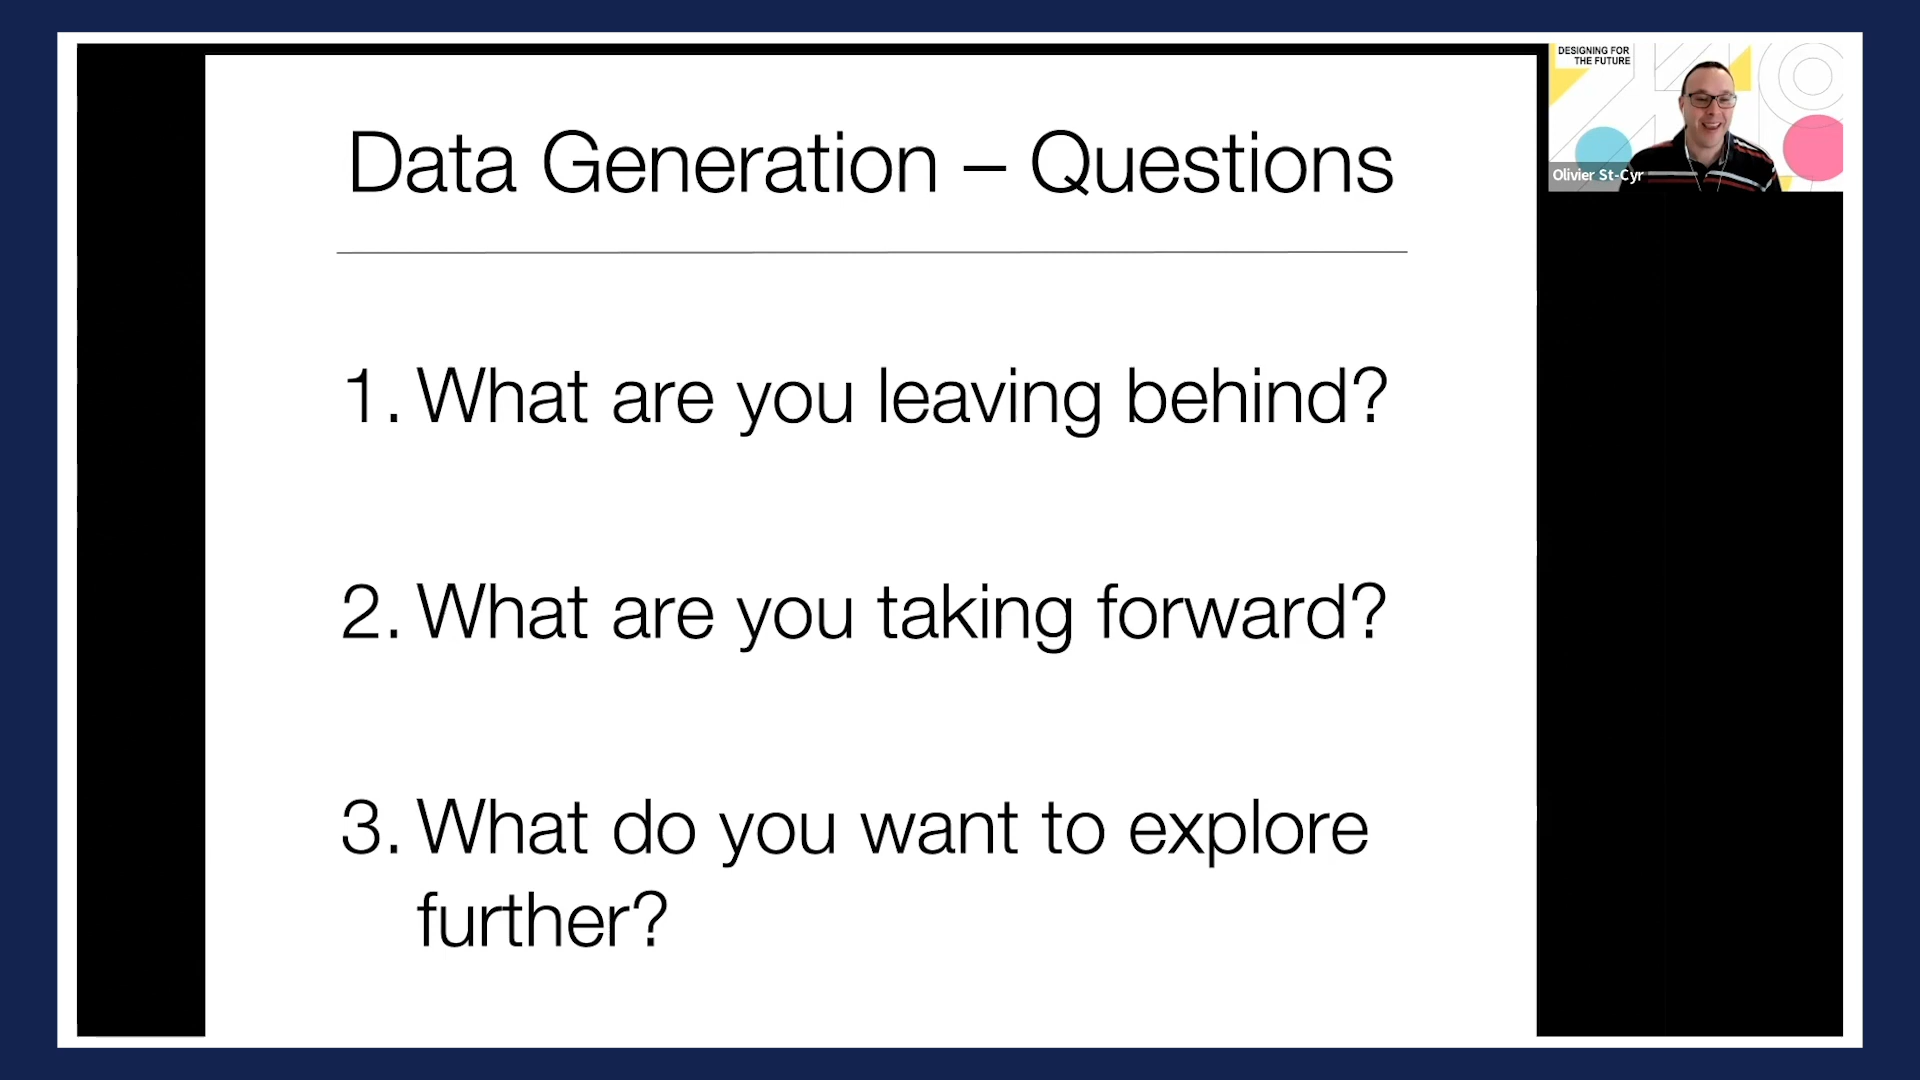 Data Generation – Questions
1. What are you leaving behind?
2. What are you taking forward?
3. What do you want to explore
further?
DESIGNING FOR
THE FUTURE
Olivier St-Cyr